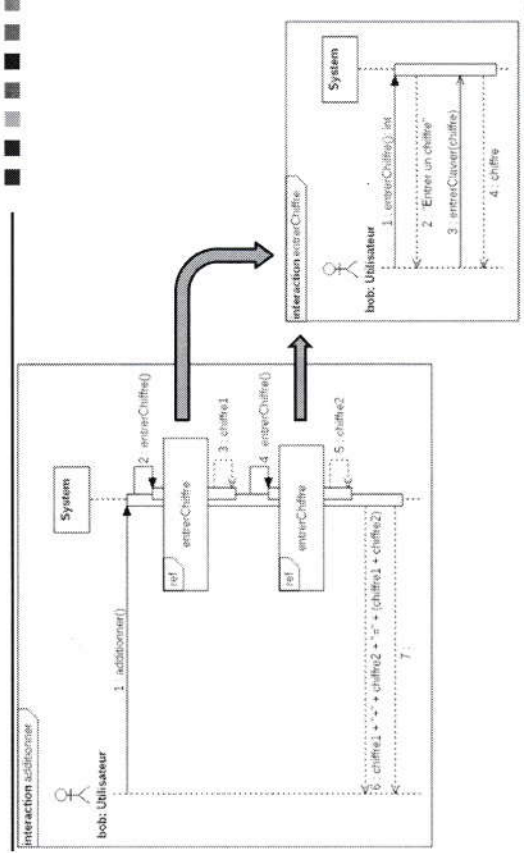 interaction additionner
bob: Utilisateur
System
1 : additionner()
2 : entrerChiffre()
ref
entrerChiffre
3 : chiffre1
4 : entrerChiffre()
ref
entrerChiffre
5 : chiffre2
6 : chiffre1 + "+" + chiffre2 + "=" + (chiffre1 + chiffre2)
7 :
interaction entrerChiffre
bob: Utilisateur
System
1 : entrerChiffre(): int
2 : "Entrer un chiffre"
3 : entrerClavier(chiffre)
4 : chiffre